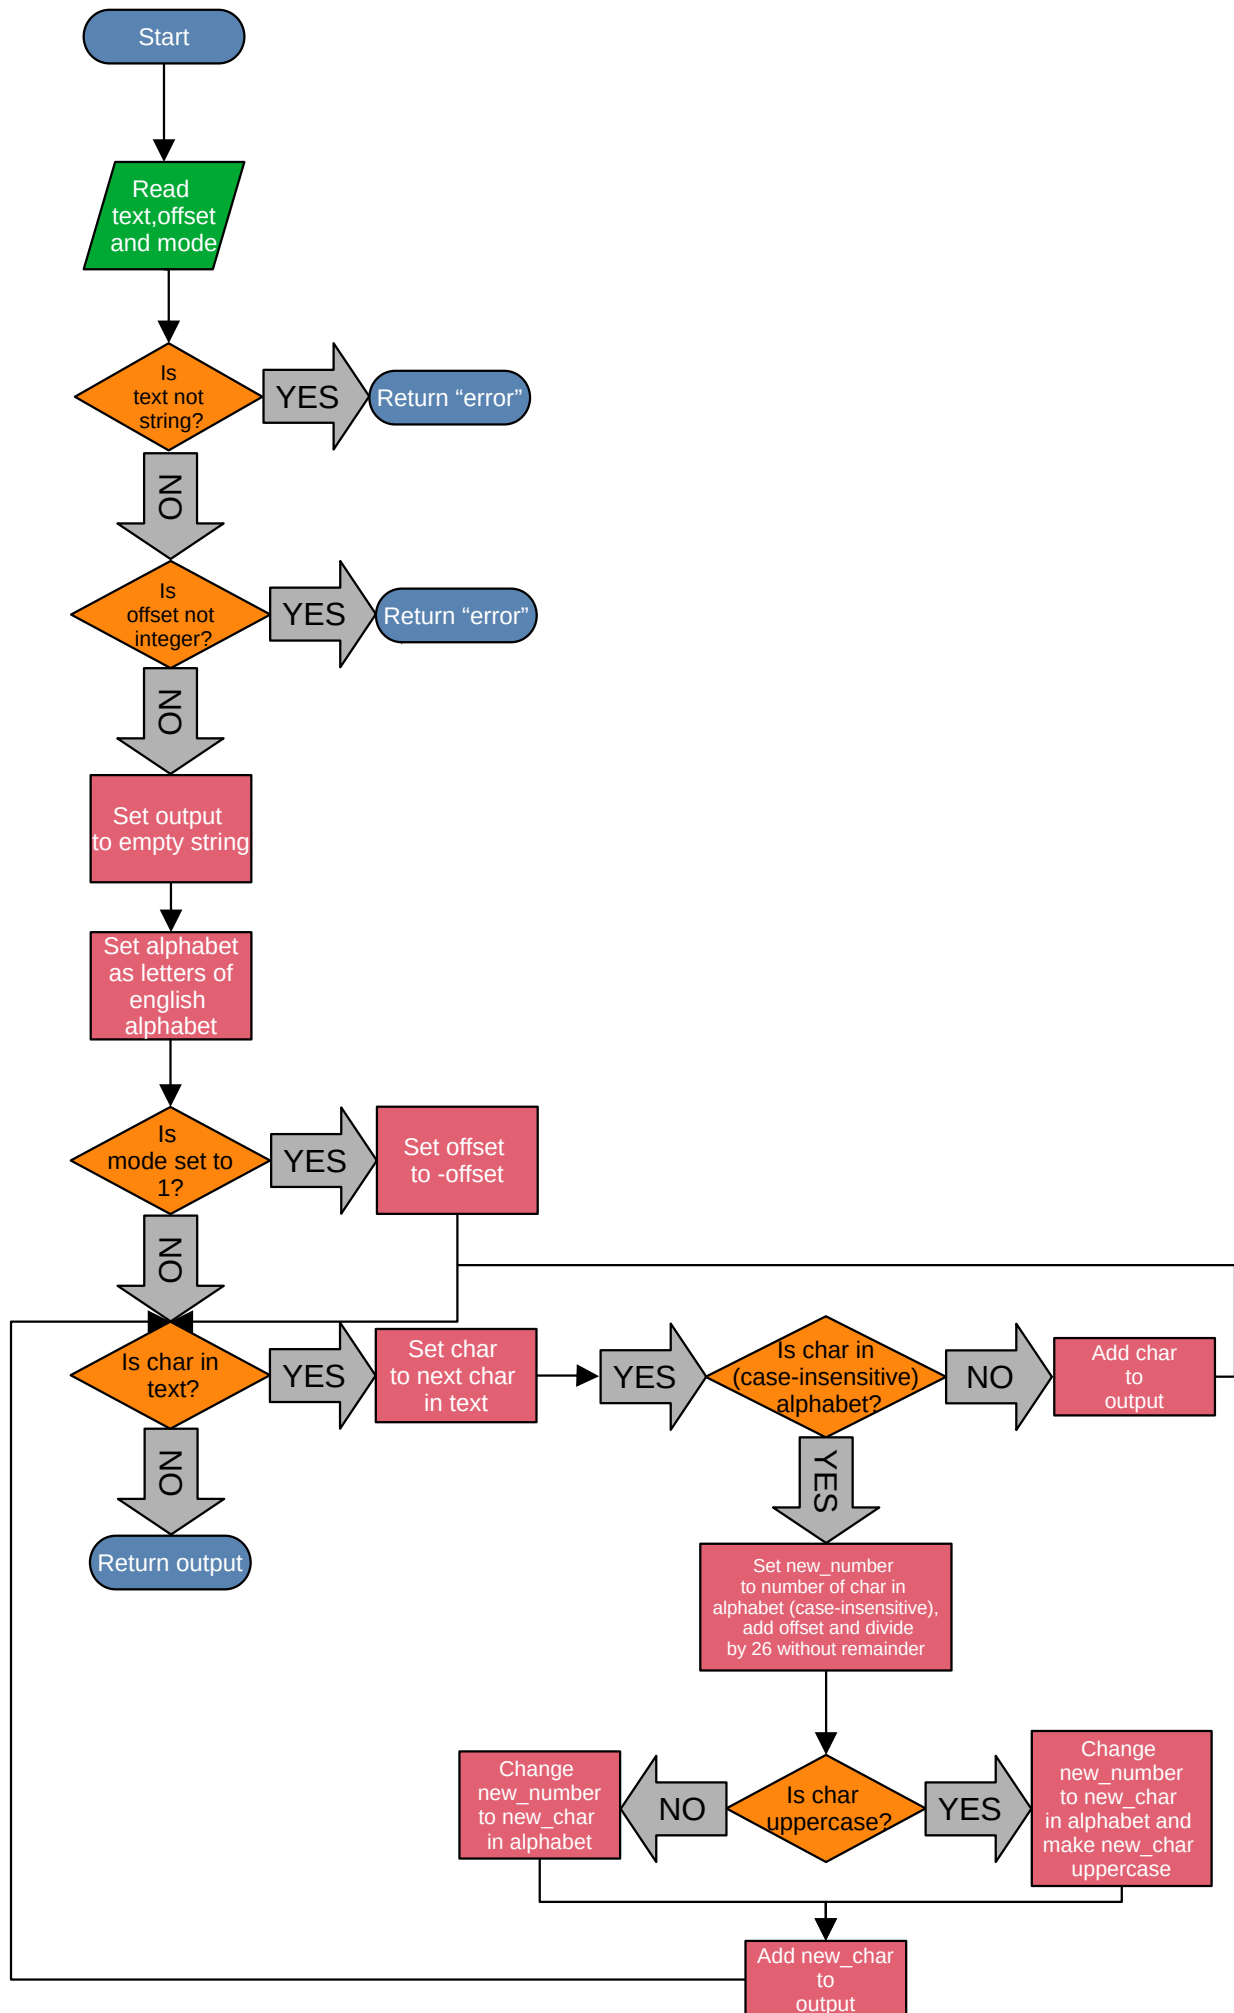 Start
Read
text,offset
and mode
Is
text not
string?
YES
Return “error”
NO
Is
offset not
integer?
YES
Return “error”
NO
Set output
to empty string
Set alphabet
as letters of
english
alphabet
Is
mode set to
1?
YES
Set offset
to -offset
NO
Is char in
text?
YES
Set char
to next char
in text
YES
Is char in
(case-insensitive)
alphabet?
NO
Add char
to
output
NO
Return output
YES
Set new_number
to number of char in
alphabet (case-insensitive),
add offset and divide
by 26 without remainder
Is char
uppercase?
NO
Change
new_number
to new_char
in alphabet
YES
Change
new_number
to new_char
in alphabet and
make new_char
uppercase
Add new_char
to
output